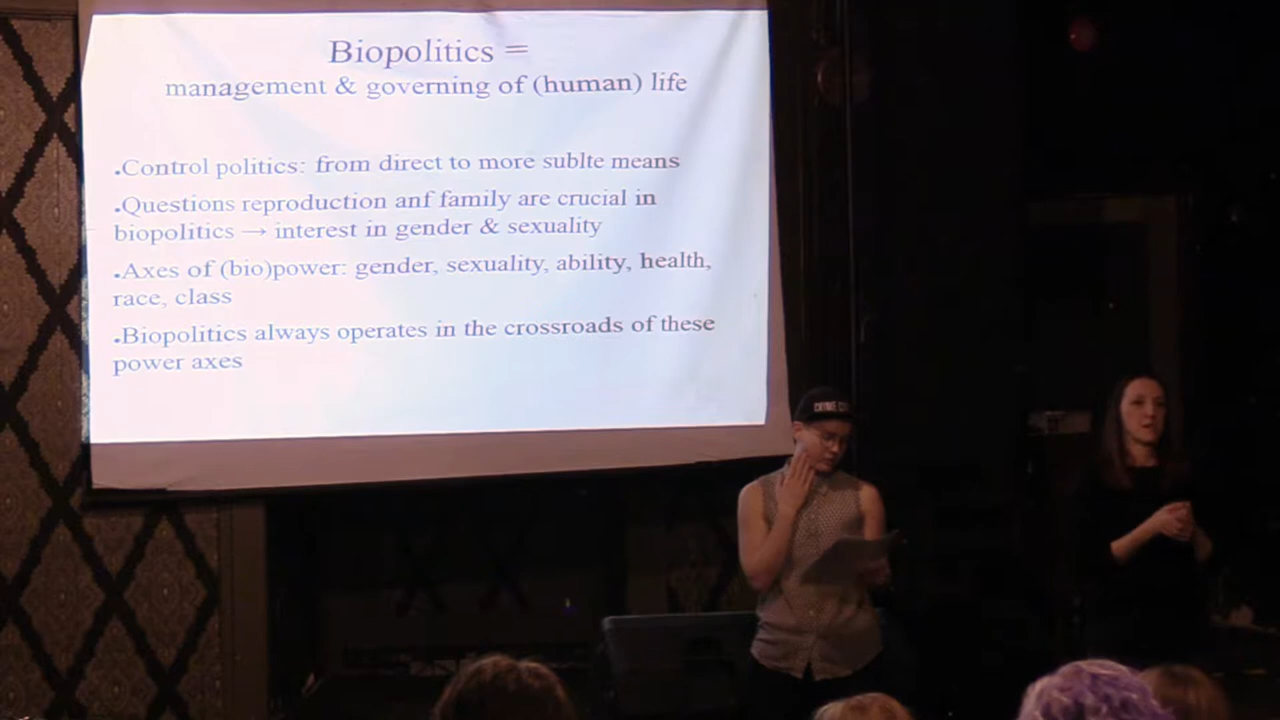 Biopolitics =
management & governing of (human) life
.Control politics: from direct to more sublte means
.Questions reproduction anf family are crucial in
biopolitics → interest in gender & sexuality
.Axes of (bio)power: gender, sexuality, ability, health,
race, class
.Biopolitics always operates in the crossroads of these
power axes